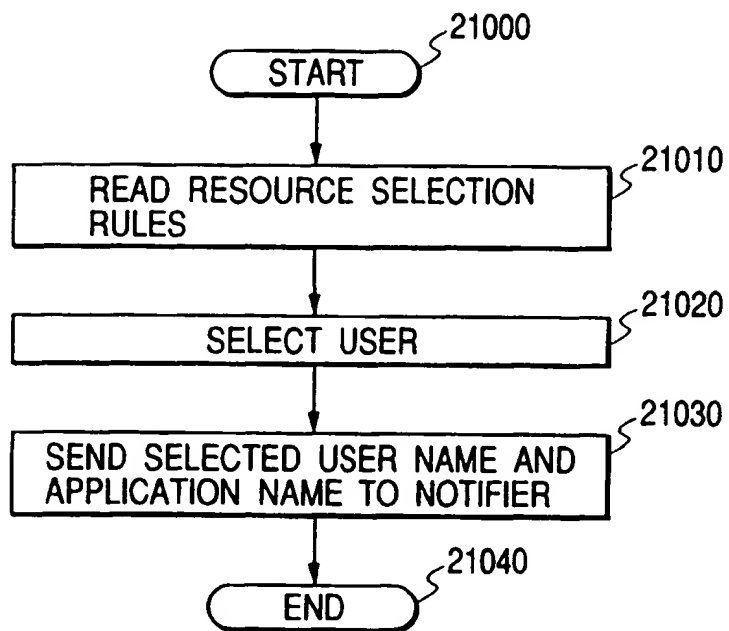 21000
START
21010
READ RESOURCE SELECTION
RULES
21020
SELECT USER
21030
SEND SELECTED USER NAME AND
APPLICATION NAME TO NOTIFIER
21040
END